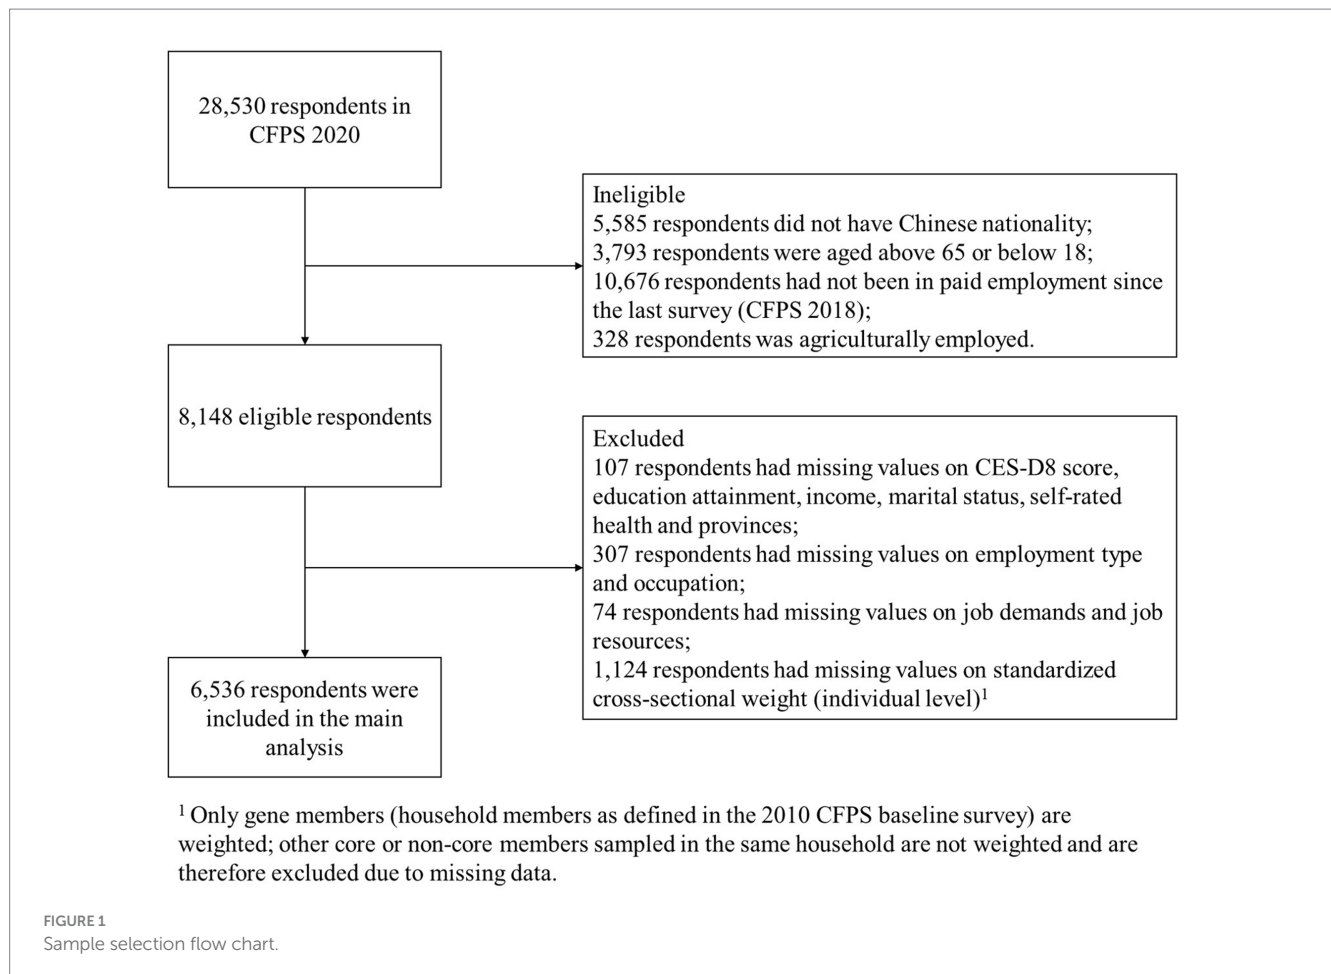 28,530 respondents in
CFPS 2020
Ineligible
5,585 respondents did not have Chinese nationality;
3,793 respondents were aged above 65 or below 18;
10,676 respondents had not been in paid employment since
the last survey (CFPS 2018);
328 respondents was agriculturally employed.
8,148 eligible respondents
Excluded
107 respondents had missing values on CES-D8 score,
education attainment, income, marital status, self-rated
health and provinces;
307 respondents had missing values on employment type
and occupation;
74 respondents had missing values on job demands and job
resources;
1,124 respondents had missing values on standardized
cross-sectional weight (individual level)¹
6,536 respondents were
included in the main
analysis
¹ Only gene members (household members as defined in the 2010 CFPS baseline survey) are
weighted; other core or non-core members sampled in the same household are not weighted and are
therefore excluded due to missing data.
FIGURE 1
Sample selection flow chart.